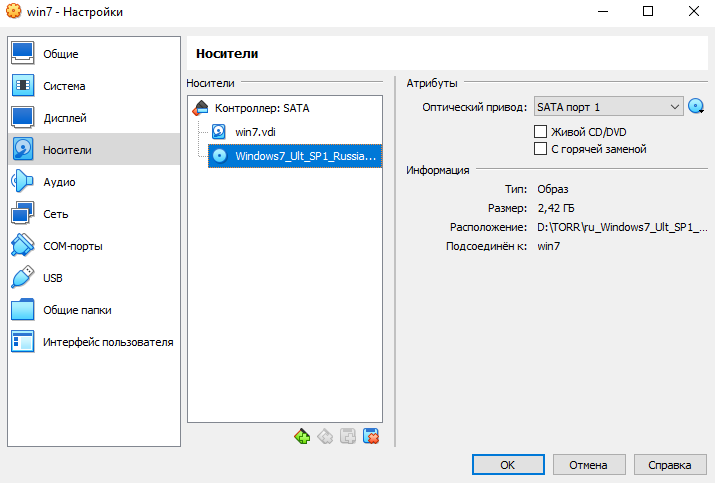 win7 - Настройки
Общие
Система
Дисплей
Носители
Аудио
Сеть
COM-порты
USB
Общие папки
Интерфейс пользователя
Носители
Носители
Контроллер: SATA
win7.vdi
Windows7_Ult_SP1_Russia...
Атрибуты
Оптический привод: SATA порт 1
Живой CD/DVD
С горячей заменой
Информация
Тип: Образ
Размер: 2,42 ГБ
Расположение: D:\TORR\ru_Windows7_Ult_SP1_...
Подсоединён к: win7
OK Отмена Справка